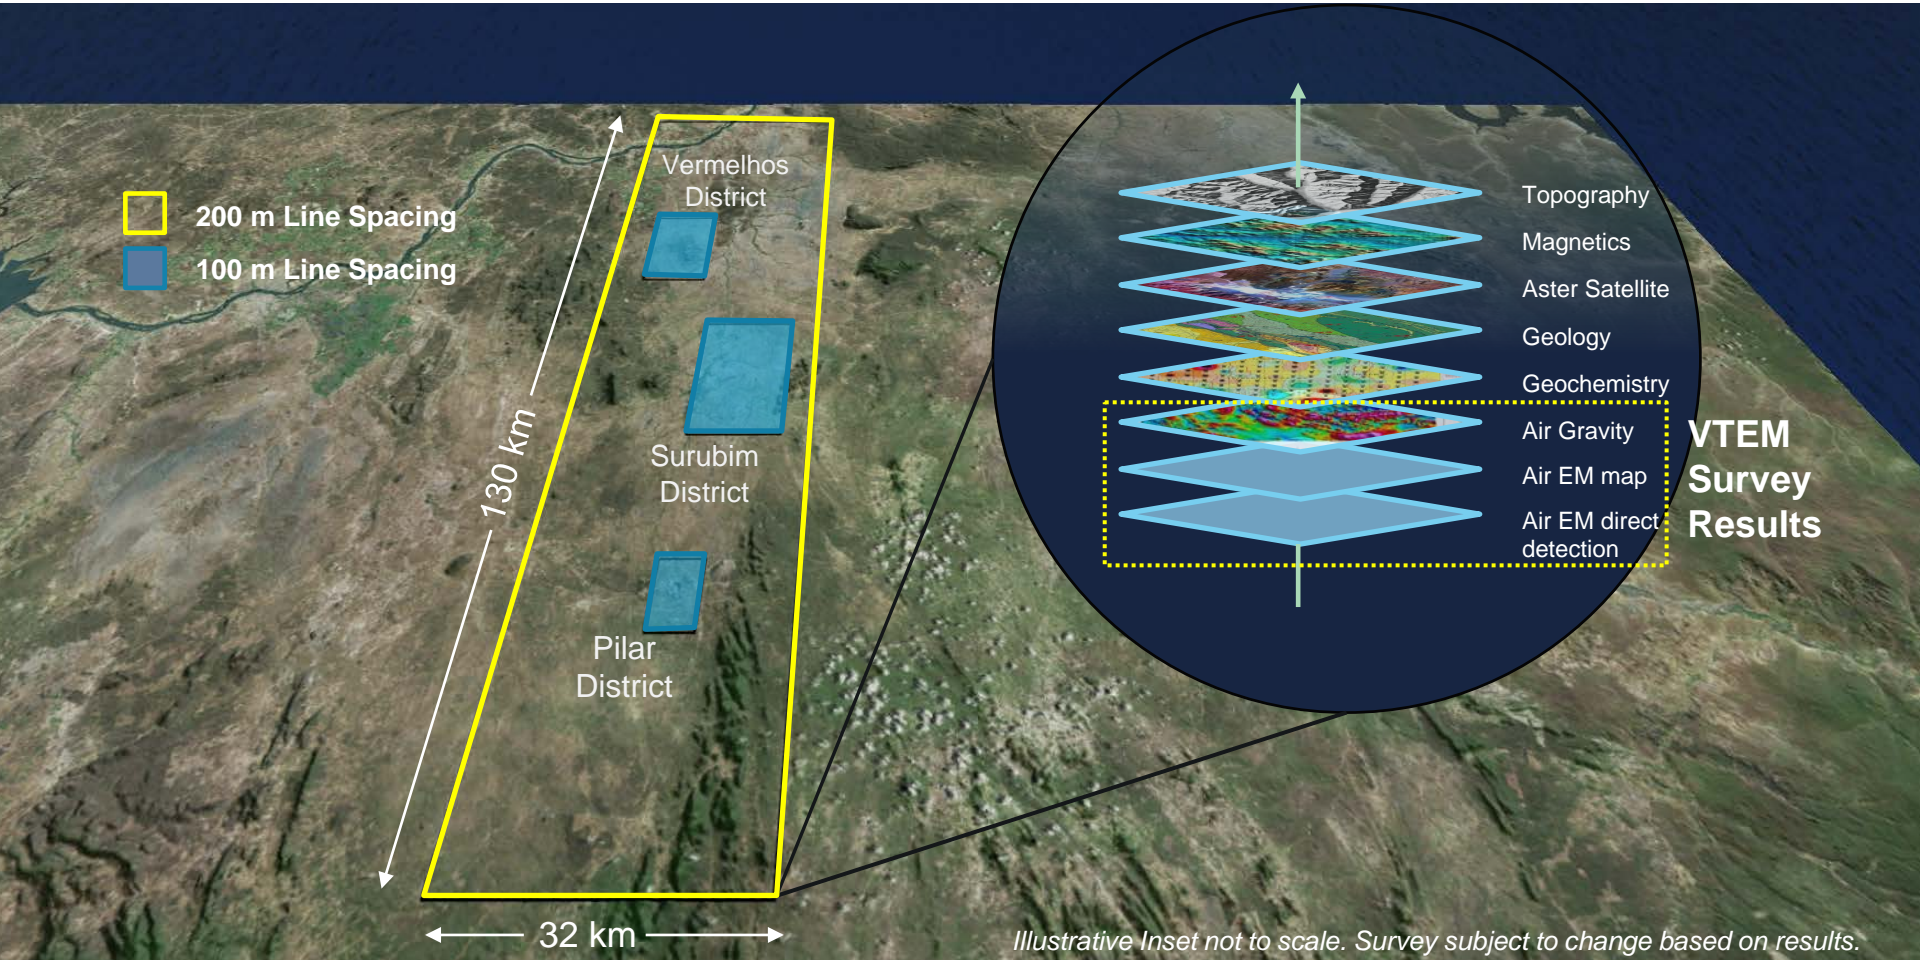 Vermelhos
District
200 m Line Spacing
100 m Line Spacing
130 km
Surubim
District
Pilar
District
32 km
Topography
Magnetics
Aster Satellite
Geology
Geochemistry
Air Gravity
Air EM map
Air EM direct
detection
VTEM
Survey
Results
Illustrative Inset not to scale. Survey subject to change based on results.